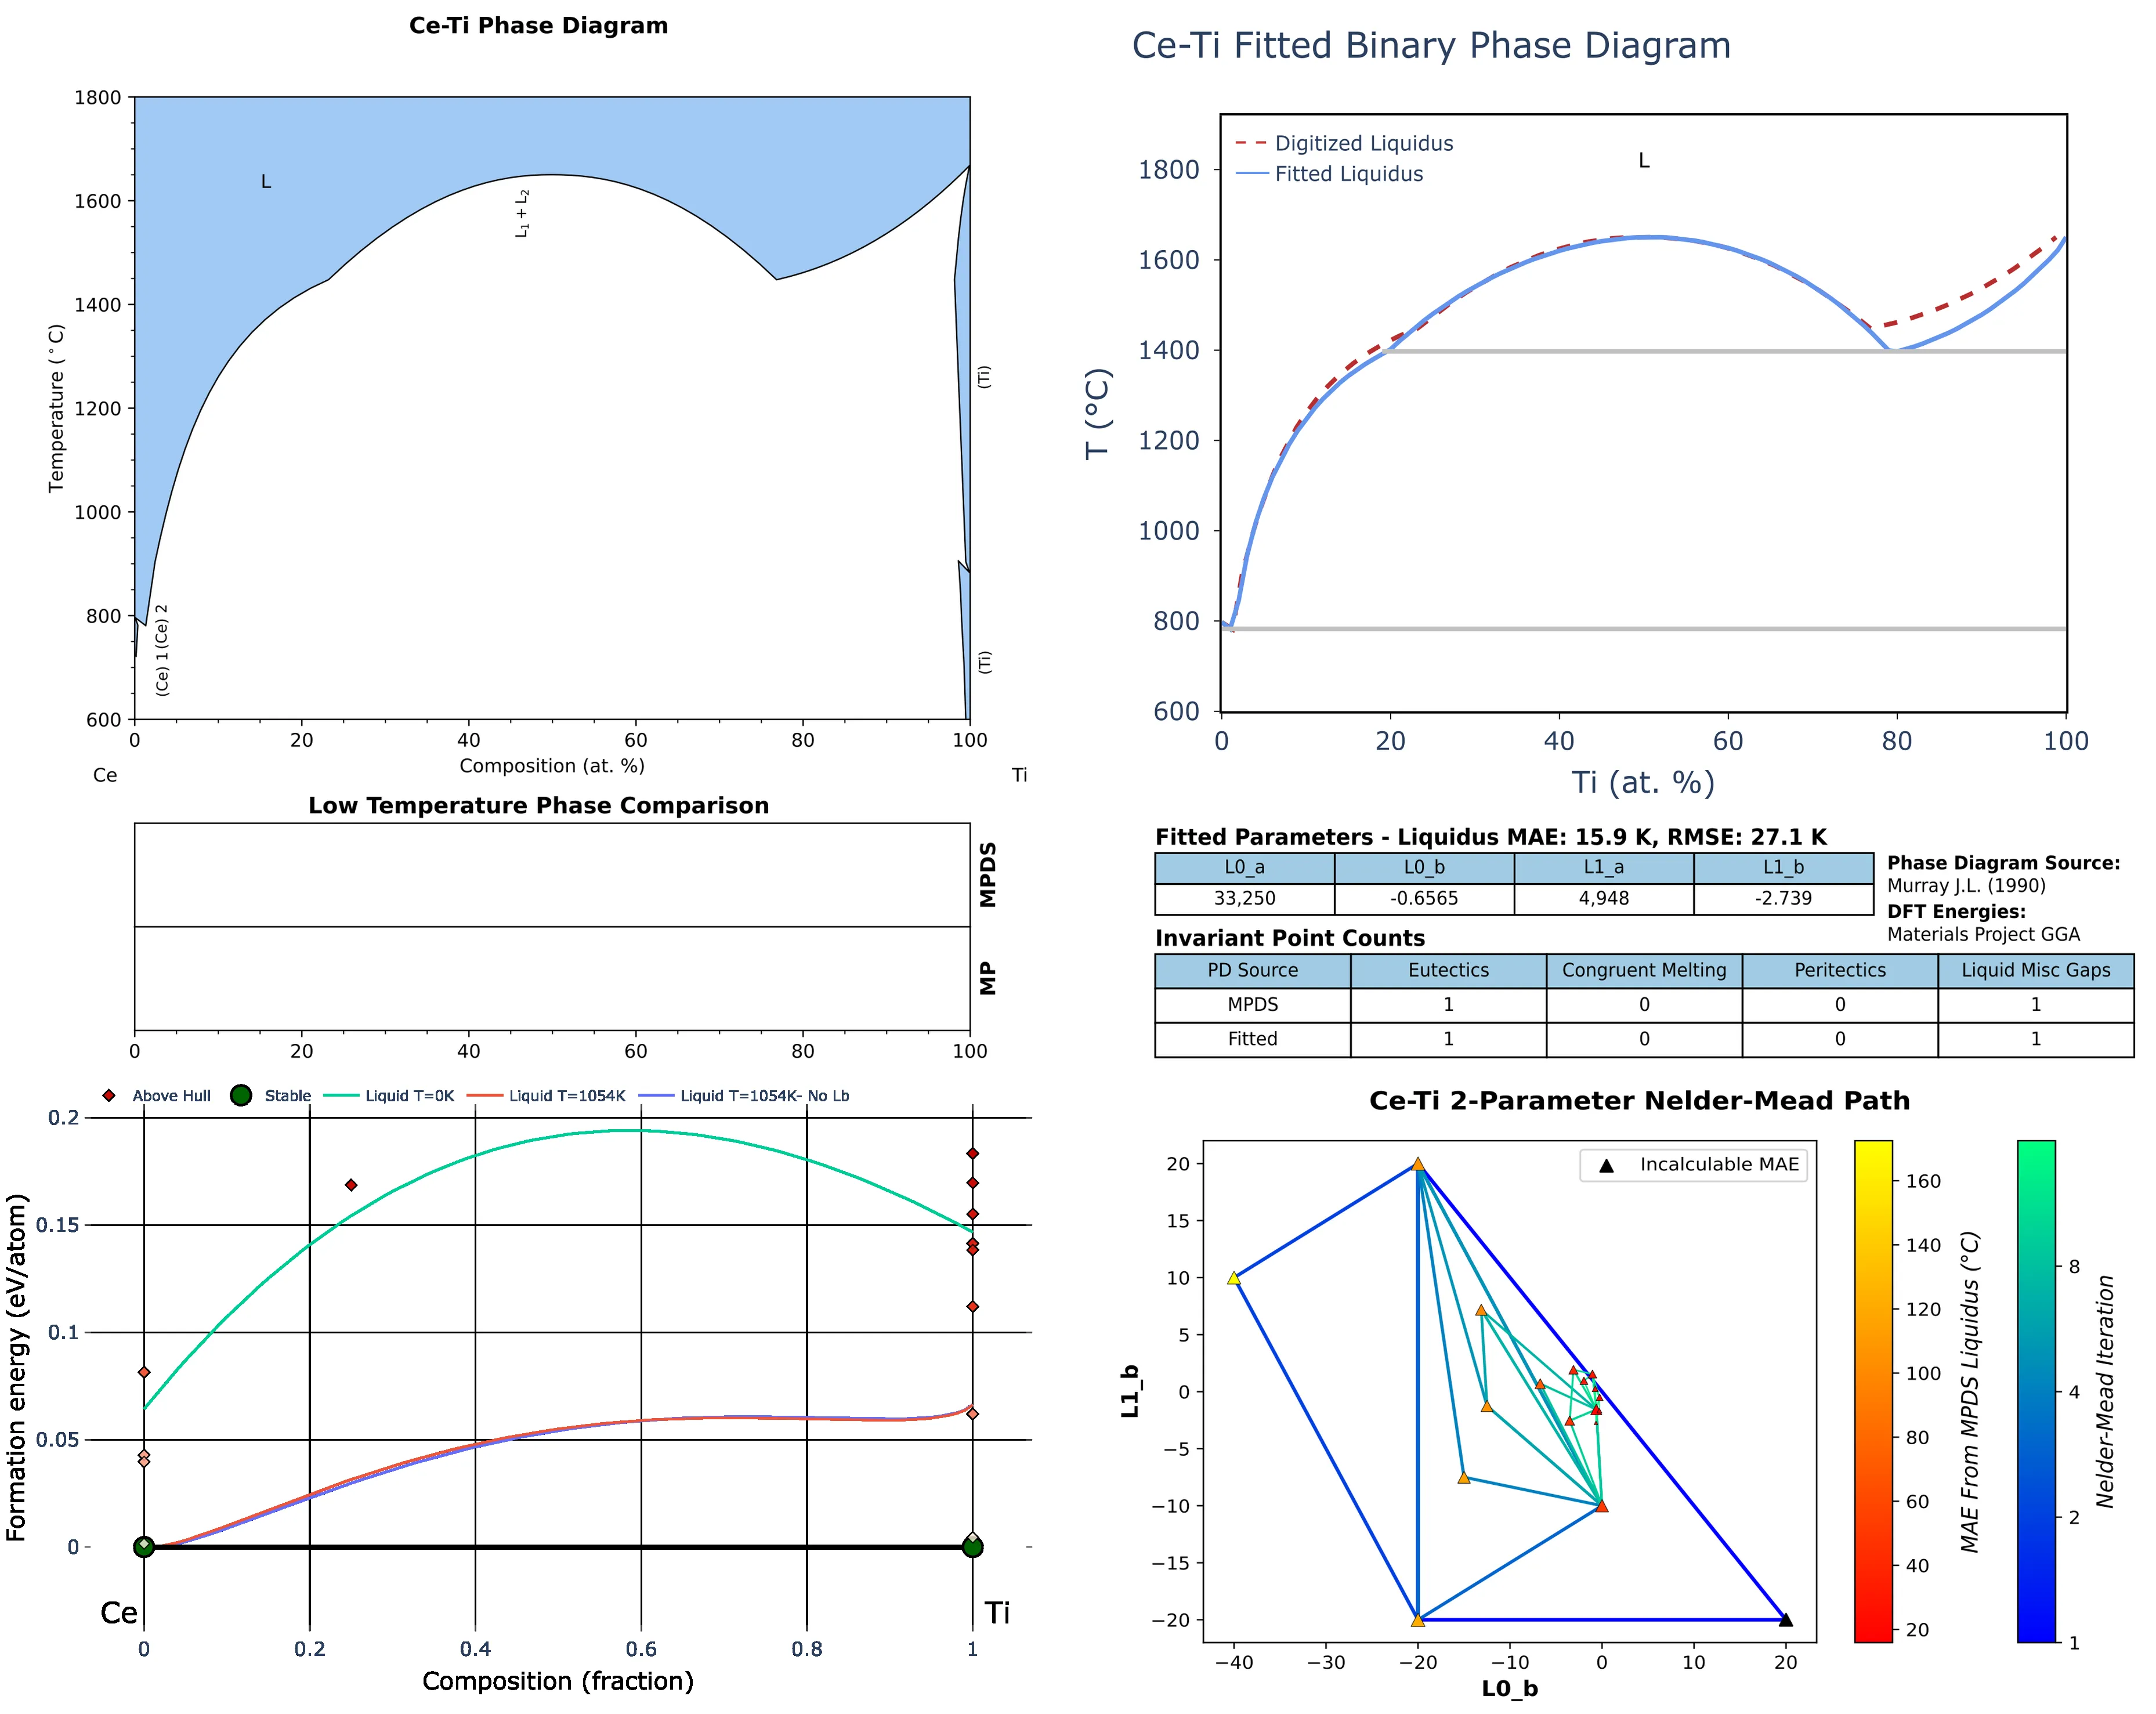 Ce-Ti Phase Diagram
1800
1600
1400
1200
1000
800
600
Temperature (°C)
L
L1 + L2
(Ce) 1 (Ce) 2
(Ti)
(Ti)
0 20 40 60 80 100
Composition (at. %)
Ce Ti
Low Temperature Phase Comparison
MPDS
MP
0 20 40 60 80 100
Ce-Ti Fitted Binary Phase Diagram
Digitized Liquidus
Fitted Liquidus
L
1800
1600
1400
1200
1000
800
600
T (°C)
0 20 40 60 80 100
Ti (at. %)
Fitted Parameters - Liquidus MAE: 15.9 K, RMSE: 27.1 K
L0_a L0_b L1_a L1_b
33,250 -0.6565 4,948 -2.739
Phase Diagram Source:
Murray J.L. (1990)
DFT Energies:
Materials Project GGA
Invariant Point Counts
PD Source Eutectics Congruent Melting Peritectics Liquid Misc Gaps
MPDS 1 0 0 1
Fitted 1 0 0 1
Above Hull Stable Liquid T=0K Liquid T=1054K Liquid T=1054K- No Lb
0.2
0.15
0.1
0.05
0
Formation energy (eV/atom)
Ce Ti
0 0.2 0.4 0.6 0.8 1
Composition (fraction)
Ce-Ti 2-Parameter Nelder-Mead Path
Incalculable MAE
20
15
10
5
0
−5
−10
−15
−20
L1_b
−40 −30 −20 −10 0 10 20
L0_b
160
140
120
100
80
60
40
20
MAE From MPDS Liquidus (°C)
8
4
2
1
Nelder-Mead Iteration